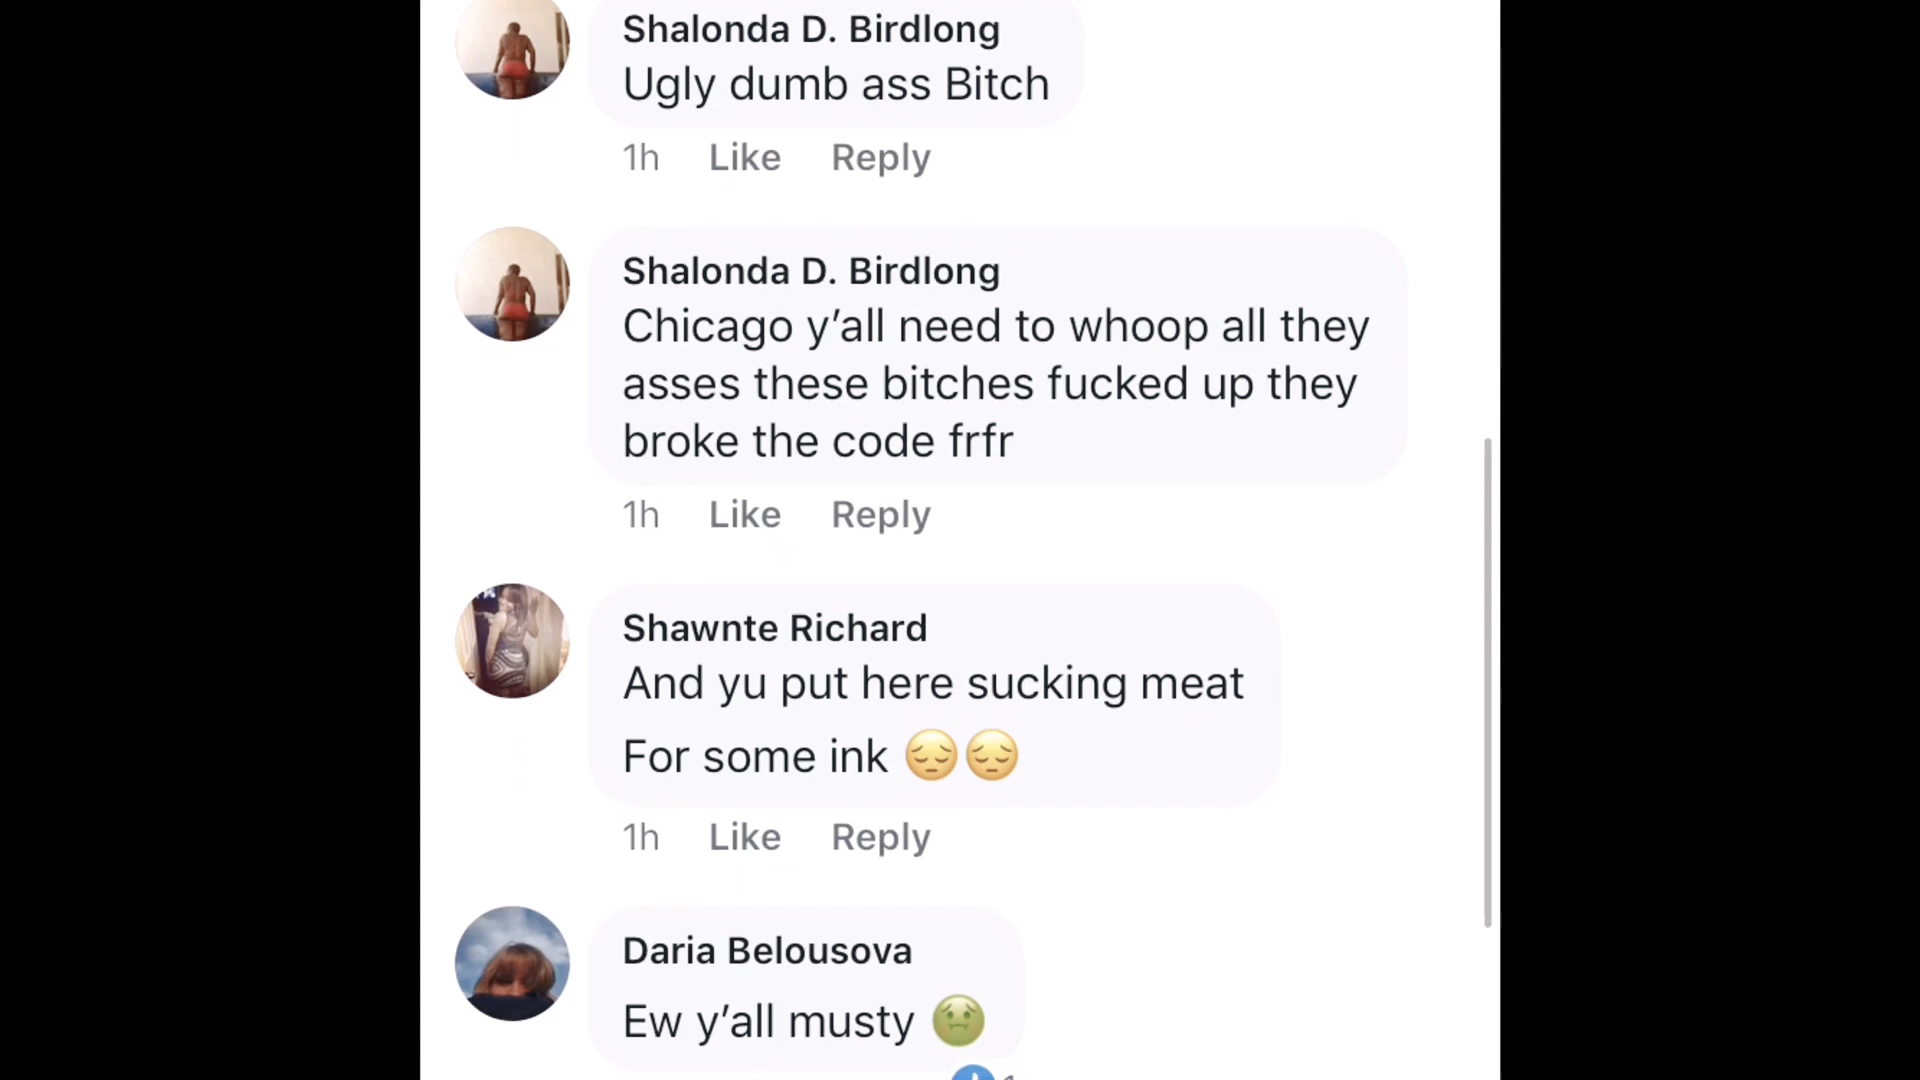 Shalonda D. Birdlong
Ugly dumb ass Bitch
1h Like Reply
Shalonda D. Birdlong
Chicago y’all need to whoop all they
asses these bitches fucked up they
broke the code frfr
1h Like Reply
Shawnte Richard
And yu put here sucking meat
For some ink 😔😔
1h Like Reply
Daria Belousova
Ew y’all musty 🤢